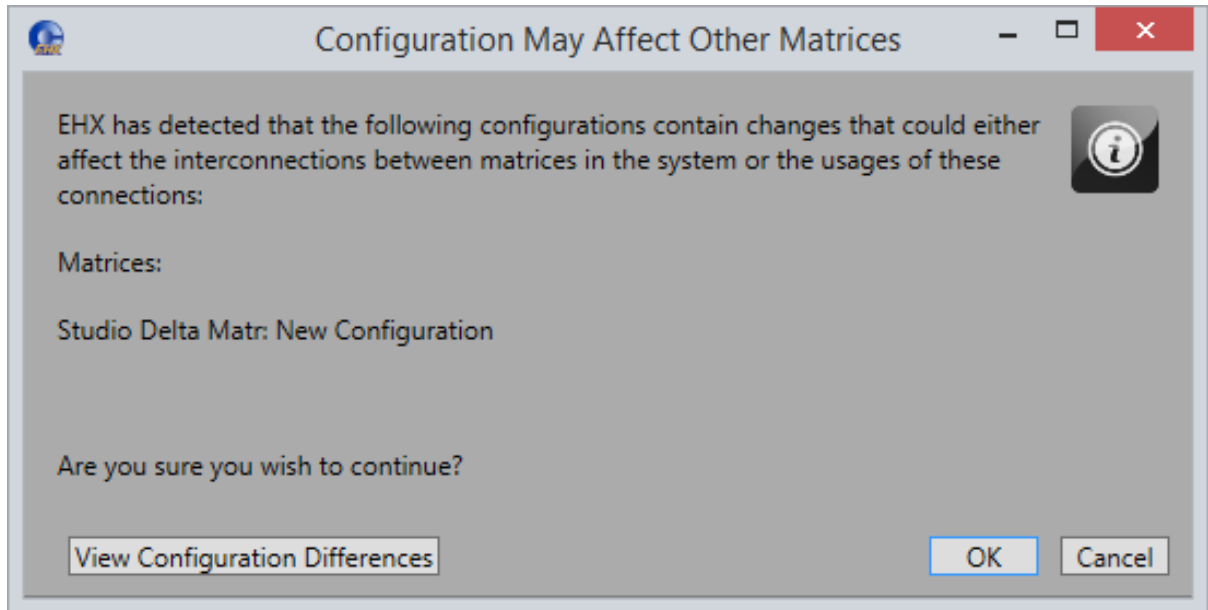 Configuration May Affect Other Matrices
EHX has detected that the following configurations contain changes that could either
affect the interconnections between matrices in the system or the usages of these
connections:
Matrices:
Studio Delta Matr: New Configuration
Are you sure you wish to continue?
View Configuration Differences
OK
Cancel